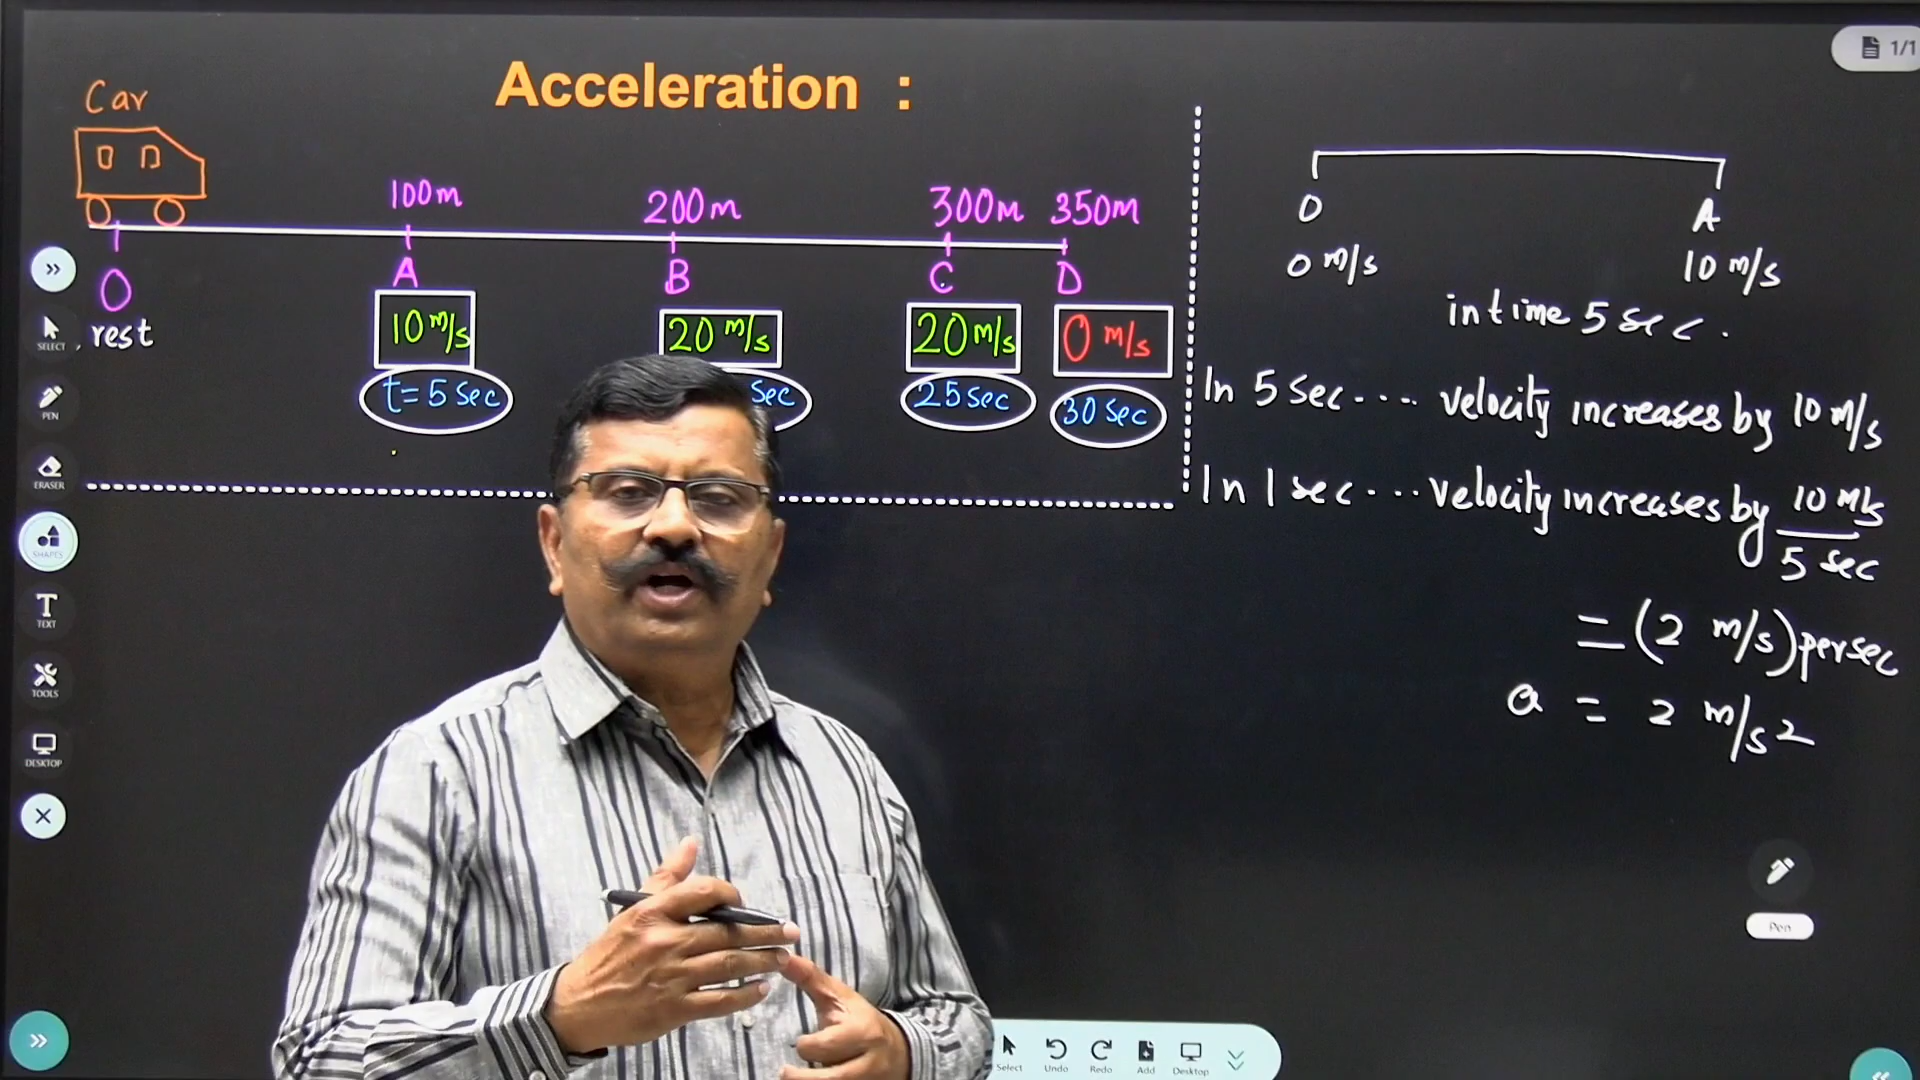 1/1
Acceleration :
Car
100m 200m 300m 350m
O A B C D
rest
10 m/s 20 m/s 20 m/s 0 m/s
t = 5 sec sec 25 sec 30 sec
O A
0 m/s 10 m/s
in time 5 sec.
In 5 sec.... velocity increases by 10 m/s
In 1 sec... velocity increases by 10 m/s
5 sec
= (2 m/s) per sec
a = 2 m/s2
SELECT
PEN
ERASER
SHAPES
TEXT
TOOLS
DESKTOP
Pen
Select Undo Redo Add Desktop